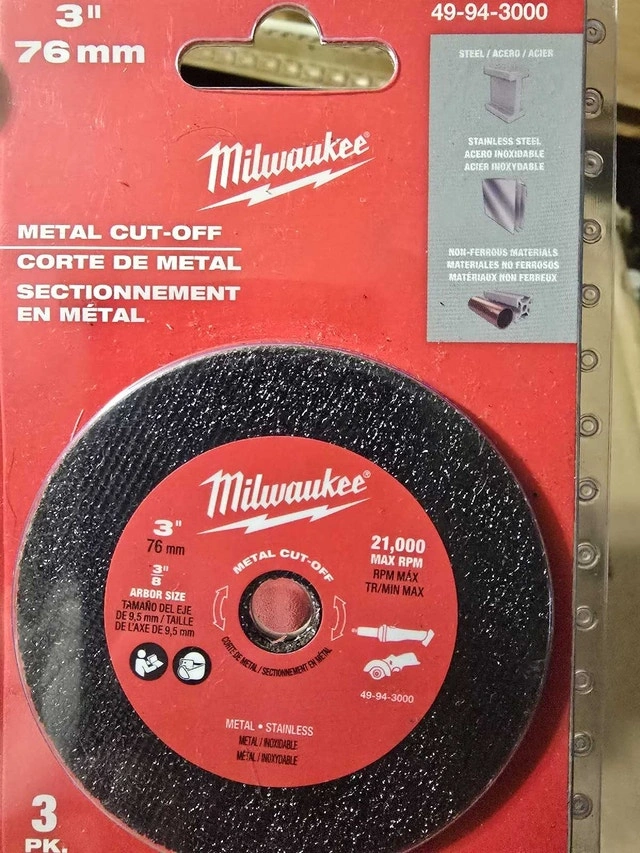 3"
76 mm
49-94-3000
STEEL / ACERO / ACIER
STAINLESS STEEL
ACERO INOXIDABLE
ACIER INOXYDABLE
NON-FERROUS MATERIALS
MATERIALES NO FERROSOS
MATÉRIAUX NON FERREUX
Milwaukee®
METAL CUT-OFF
CORTE DE METAL
SECTIONNEMENT
EN MÉTAL
Milwaukee®
3"
76 mm
3/8"
ARBOR SIZE
TAMAÑO DEL EJE
DE 9,5 mm / TAILLE
DE L'AXE DE 9,5 mm
METAL CUT-OFF
CORTE DE METAL / SECTIONNEMENT EN MÉTAL
21,000
MAX RPM
RPM MÁX
TR/MIN MAX
49-94-3000
METAL • STAINLESS
METAL / INOXIDABLE
MÉTAL / INOXYDABLE
3
PK.